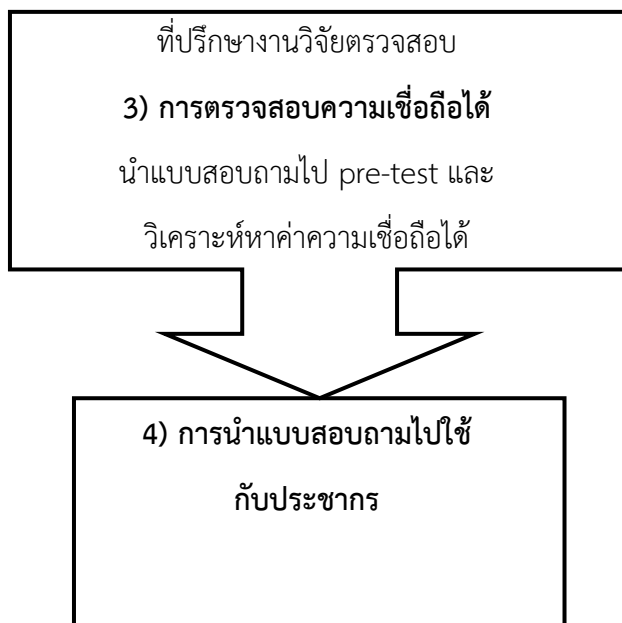 ที่ปรึกษางานวิจัยตรวจสอบ
3) การตรวจสอบความเชื่อถือได้
นำแบบสอบถามไป pre-test และ
วิเคราะห์หาค่าความเชื่อถือได้
4) การนำแบบสอบถามไปใช้
กับประชากร